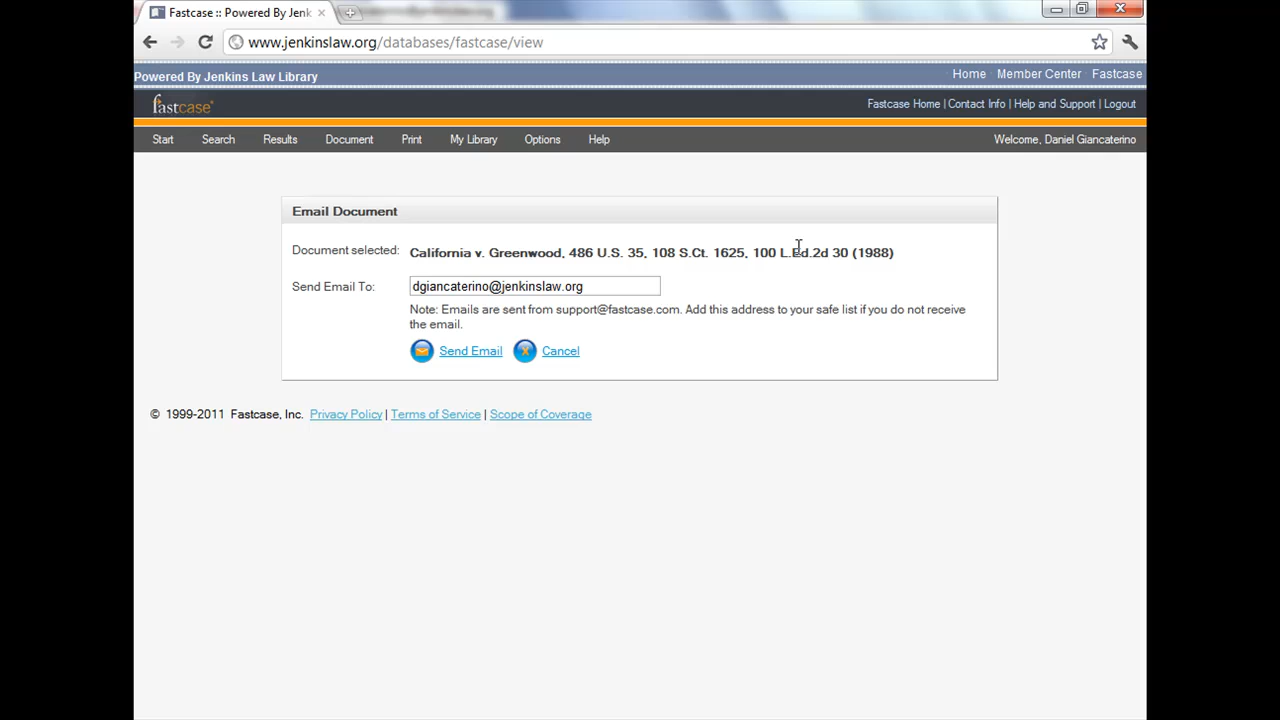 Fastcase :: Powered By Jenk
www.jenkinslaw.org/databases/fastcase/view
Powered By Jenkins Law Library
Home · Member Center · Fastcase
fastcase
Fastcase Home | Contact Info | Help and Support | Logout
Start Search Results Document Print My Library Options Help Welcome, Daniel Giancaterino
Email Document
Document selected: California v. Greenwood, 486 U.S. 35, 108 S.Ct. 1625, 100 L.Ed.2d 30 (1988)
Send Email To: dgiancaterino@jenkinslaw.org
Note: Emails are sent from support@fastcase.com. Add this address to your safe list if you do not receive
the email.
Send Email Cancel
© 1999-2011 Fastcase, Inc. Privacy Policy | Terms of Service | Scope of Coverage